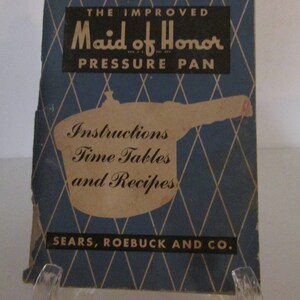 THE IMPROVED
Maid of Honor
PRESSURE PAN
Instructions
Time Tables
and Recipes
SEARS, ROEBUCK AND CO.